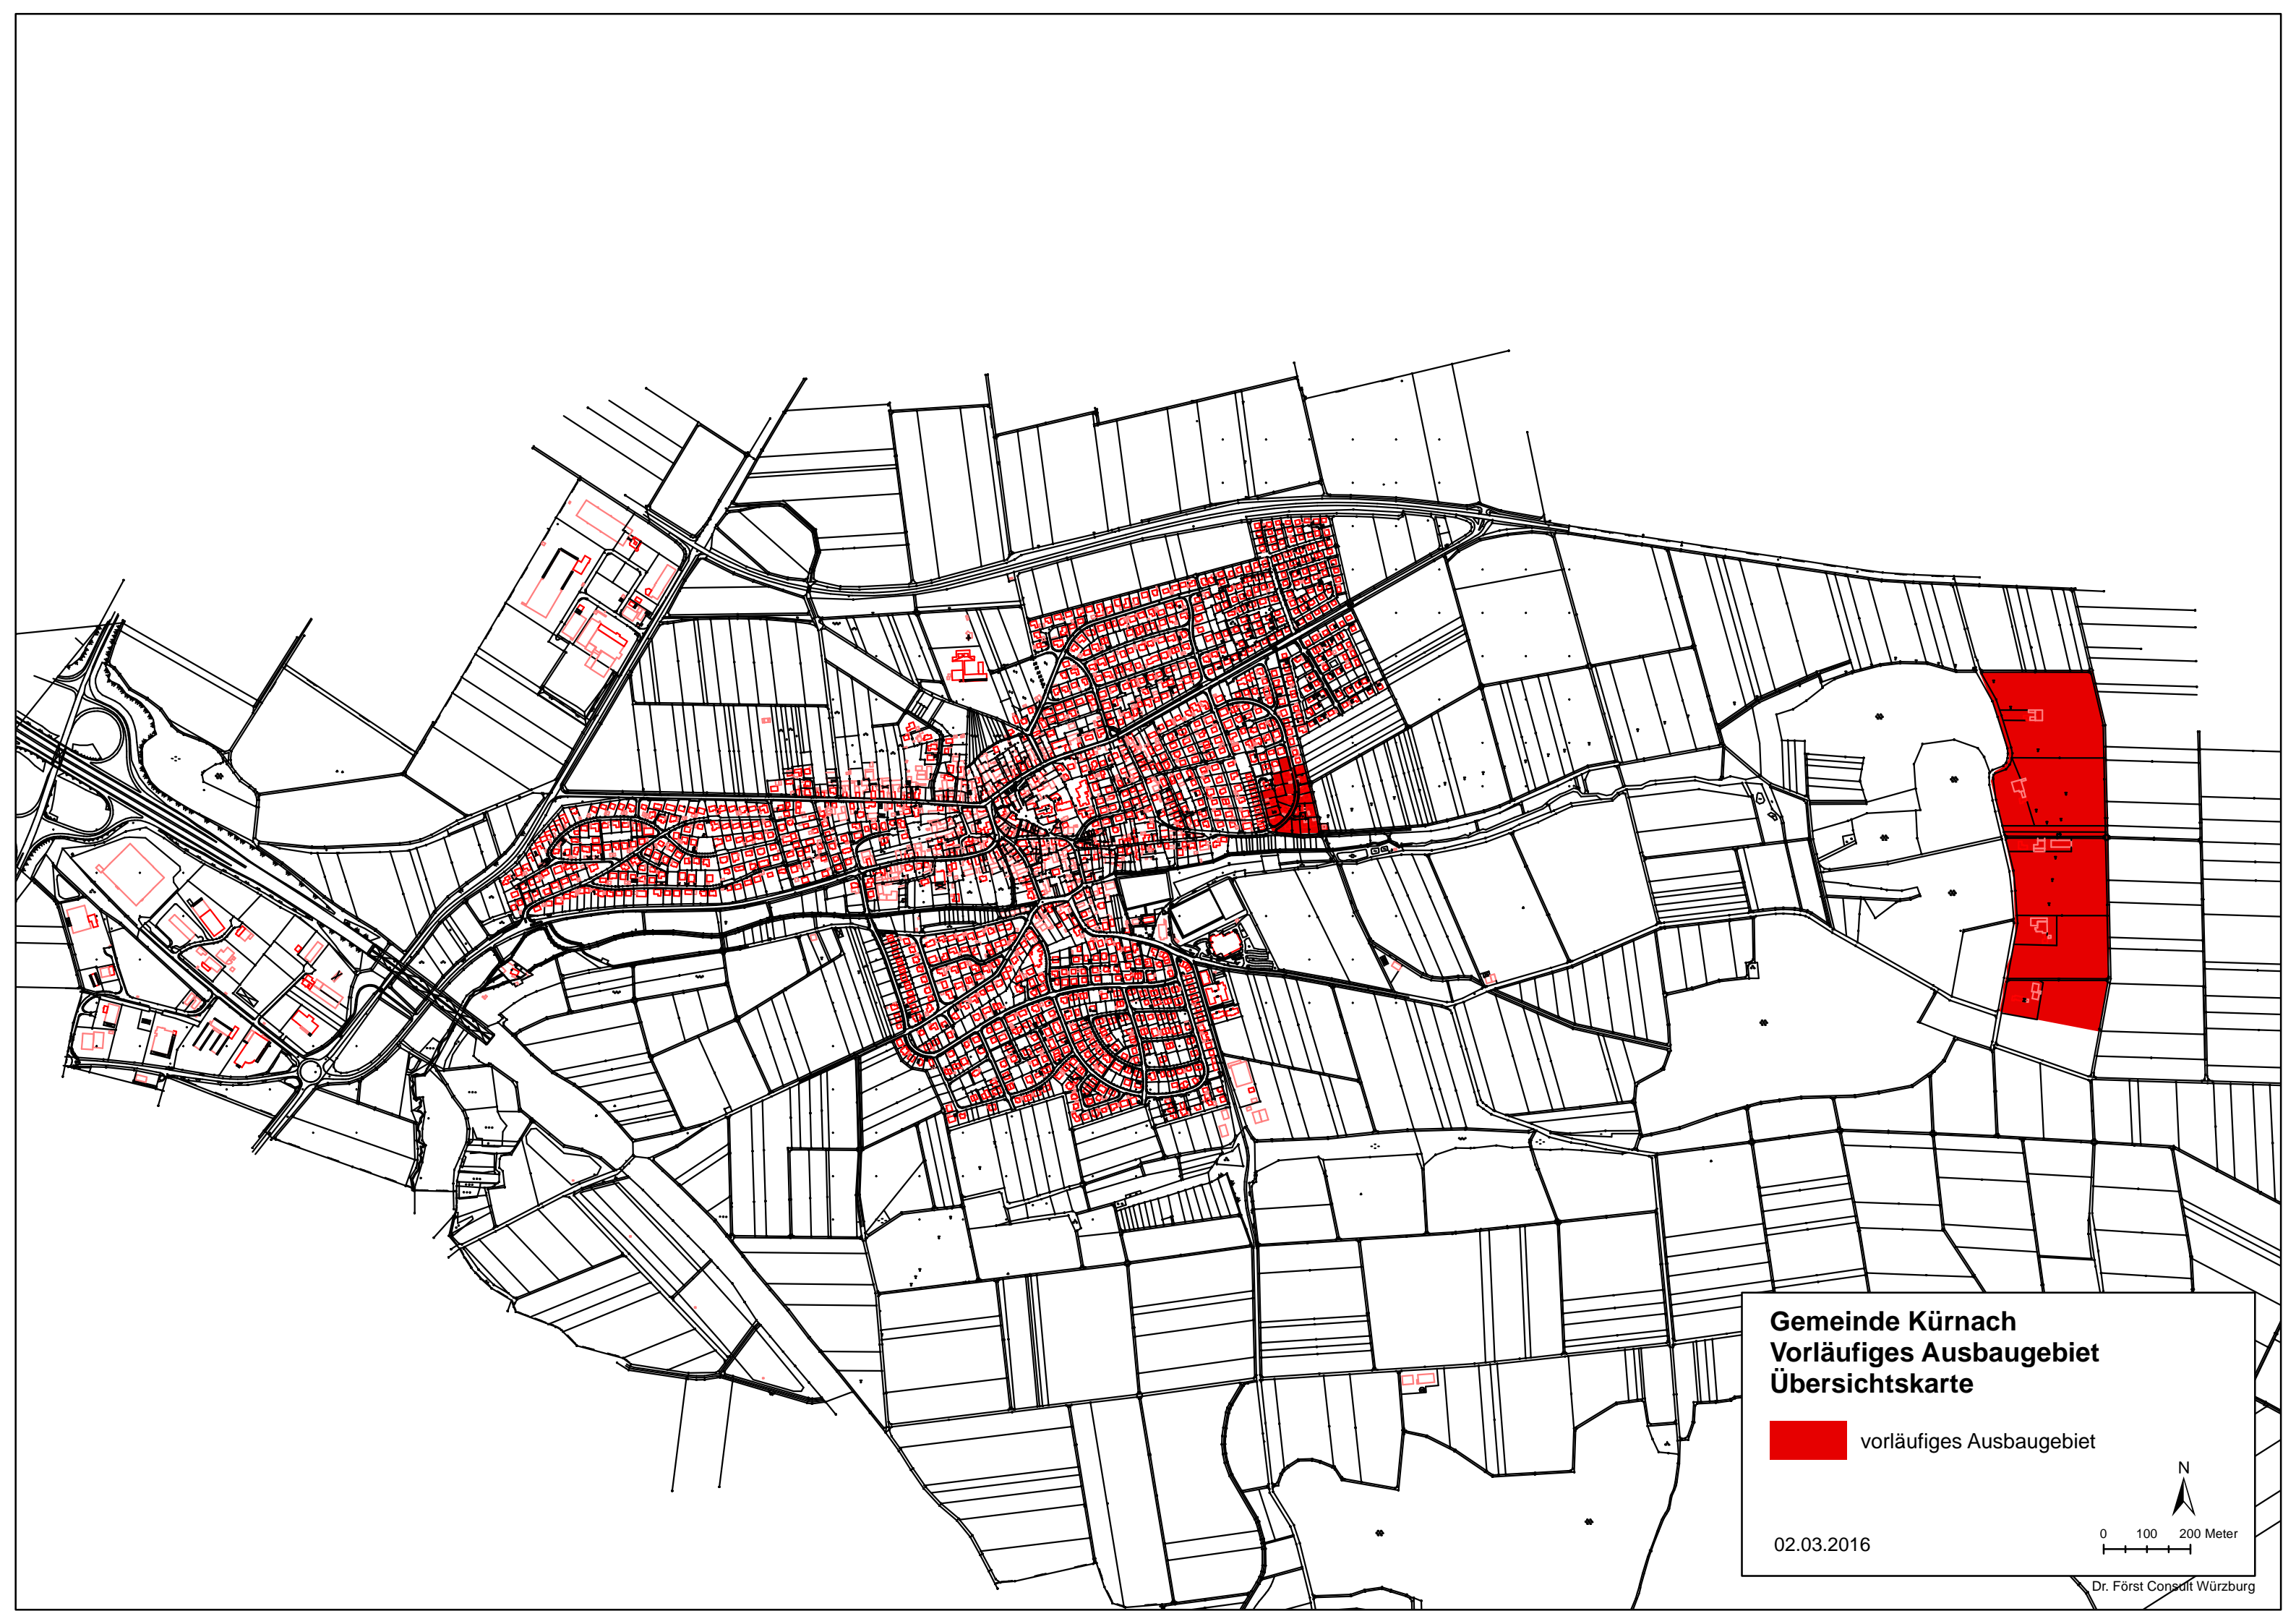 Gemeinde Kürnach
Vorläufiges Ausbaugebiet
Übersichtskarte
vorläufiges Ausbaugebiet
N
0 100 200 Meter
02.03.2016
Dr. Först Consult Würzburg